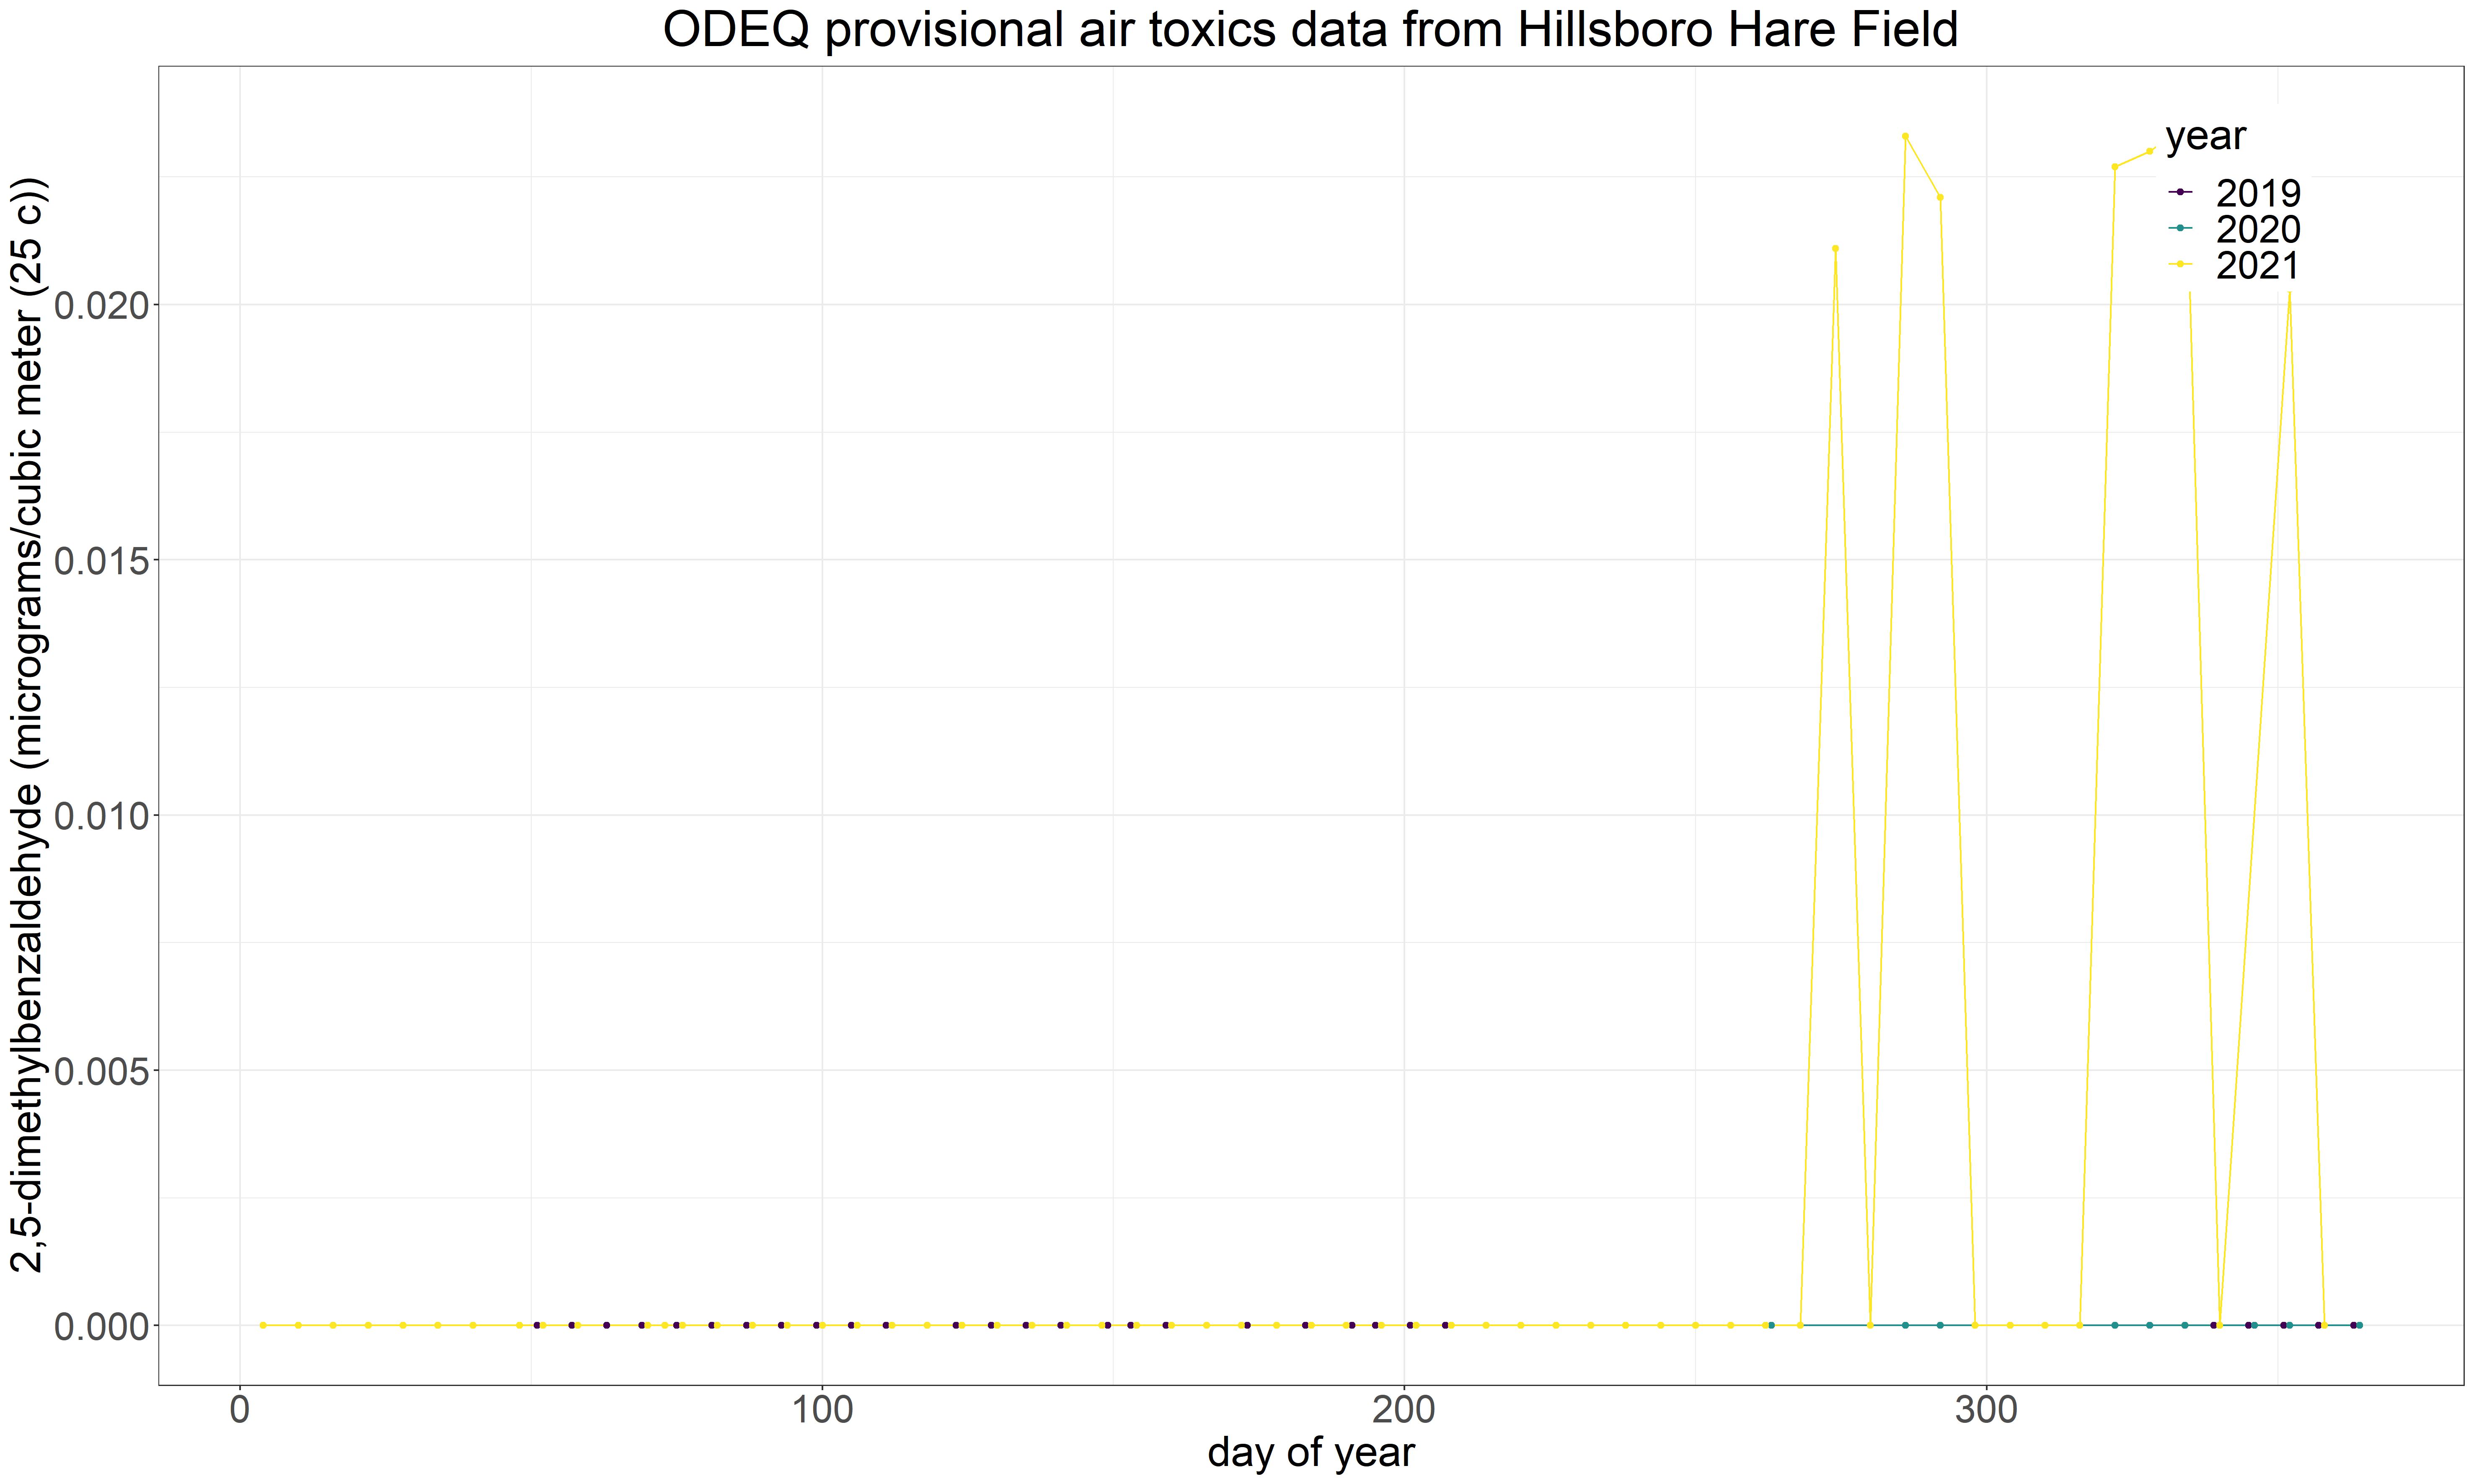 ODEQ provisional air toxics data from Hillsboro Hare Field
2,5-dimethylbenzaldehyde (micrograms/cubic meter (25 c))
0.020
0.015
0.010
0.005
0.000
year
2019
2020
2021
0 100 200 300
day of year